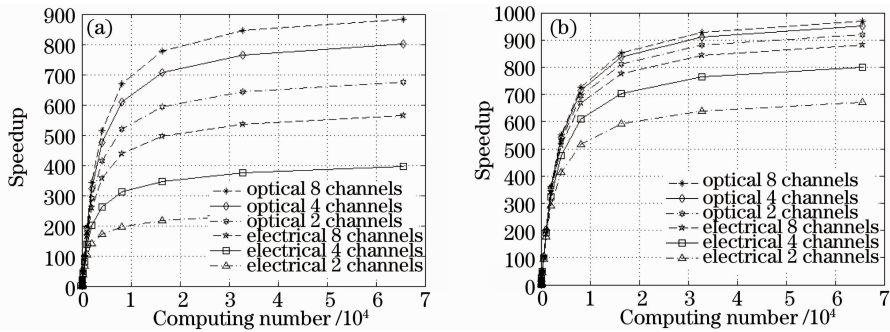 (a)
900
800
700
600
500
400
300
200
100
0
Speedup
optical 8 channels
optical 4 channels
optical 2 channels
electrical 8 channels
electrical 4 channels
electrical 2 channels
0 1 2 3 4 5 6 7
Computing number /10⁴
(b)
1000
900
800
700
600
500
400
300
200
100
0
Speedup
optical 8 channels
optical 4 channels
optical 2 channels
electrical 8 channels
electrical 4 channels
electrical 2 channels
0 1 2 3 4 5 6 7
Computing number /10⁴